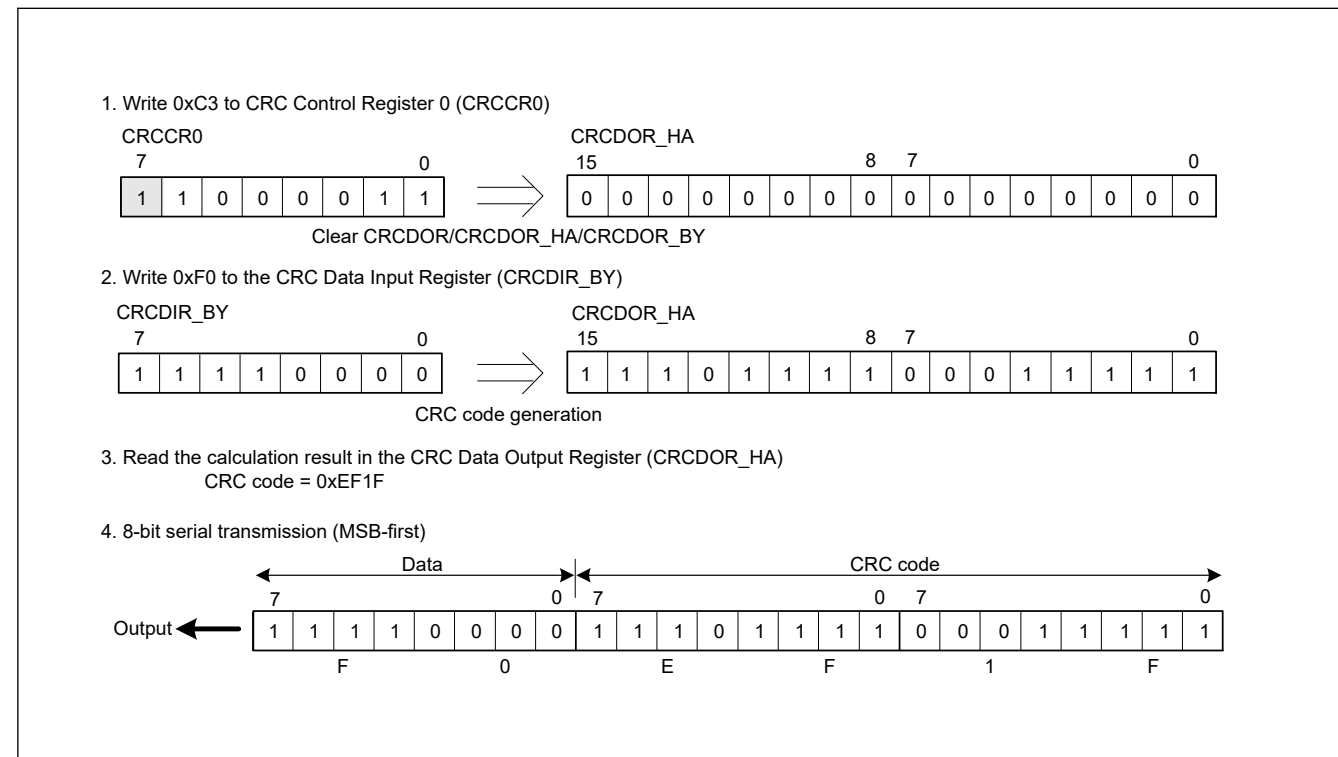 1. Write 0xC3 to CRC Control Register 0 (CRCCR0)
CRCCR0 CRCDOR_HA
7 0 15 8 7 0
1 1 0 0 0 0 1 1 0 0 0 0 0 0 0 0 0 0 0 0 0 0 0 0
Clear CRCDOR/CRCDOR_HA/CRCDOR_BY
2. Write 0xF0 to the CRC Data Input Register (CRCDIR_BY)
CRCDIR_BY CRCDOR_HA
7 0 15 8 7 0
1 1 1 1 0 0 0 0 1 1 1 0 1 1 1 1 0 0 0 1 1 1 1 1
CRC code generation
3. Read the calculation result in the CRC Data Output Register (CRCDOR_HA)
CRC code = 0xEF1F
4. 8-bit serial transmission (MSB-first)
Data CRC code
7 0 7 0 7 0
Output 1 1 1 1 0 0 0 0 1 1 1 0 1 1 1 1 0 0 0 1 1 1 1 1
F 0 E F 1 F